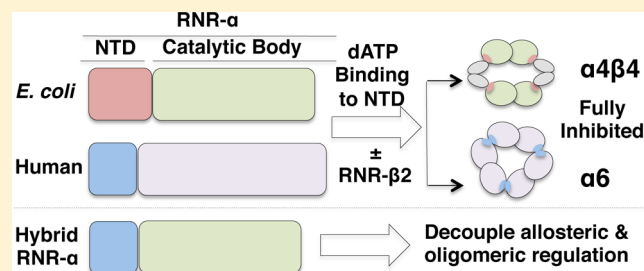 RNR-α
NTD Catalytic Body
E. coli
Human
dATP
Binding
to NTD
±
RNR-β2
α4β4
Fully
Inhibited
α6
Hybrid
RNR-α
Decouple allosteric &
oligomeric regulation